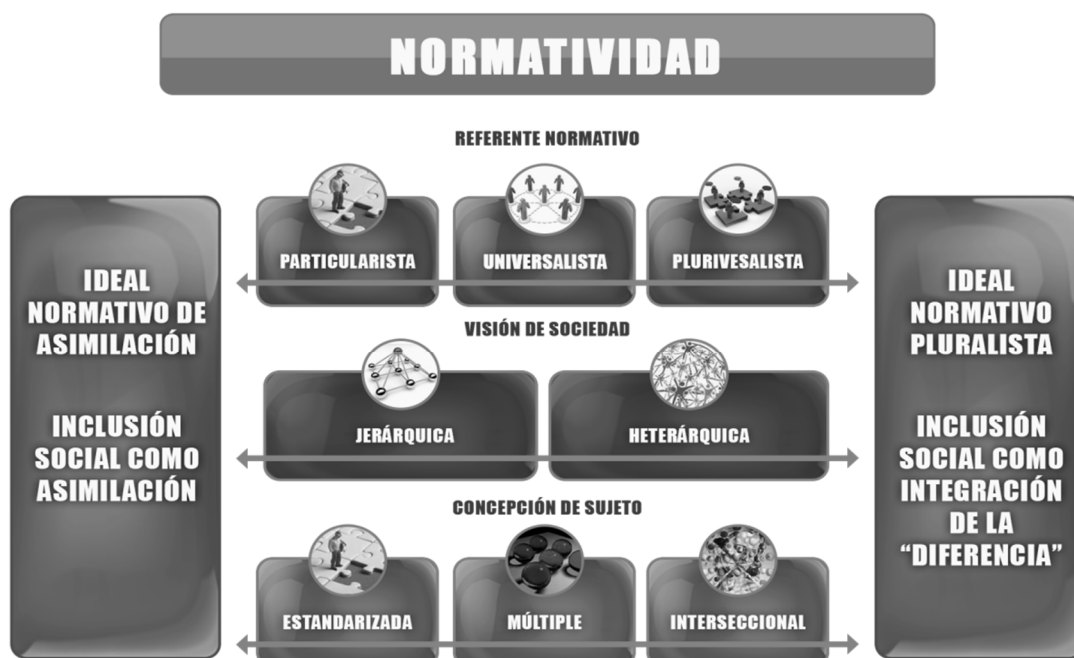 NORMATIVIDAD
REFERENTE NORMATIVO
PARTICULARISTA
UNIVERSALISTA
PLURIVESALISTA
IDEAL
NORMATIVO DE
ASIMILACIÓN
INCLUSIÓN
SOCIAL COMO
ASIMILACIÓN
VISIÓN DE SOCIEDAD
JERÁRQUICA
HETERÁRQUICA
CONCEPCIÓN DE SUJETO
ESTANDARIZADA
MÚLTIPLE
INTERSECCIONAL
IDEAL
NORMATIVO
PLURALISTA
INCLUSIÓN
SOCIAL COMO
INTEGRACIÓN
DE LA
“DIFERENCIA”